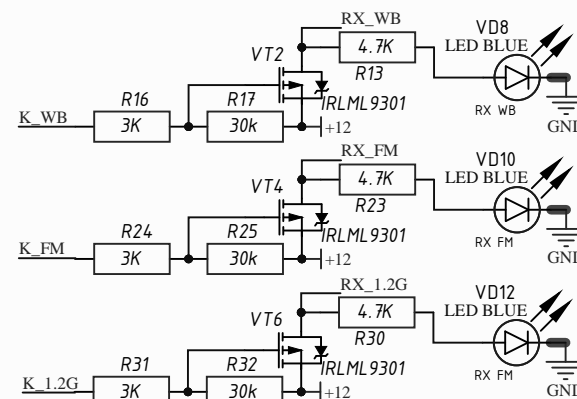 RX_WB
VD8
LED BLUE
VT2
4.7K
R13
R16
R17
IRLML9301
RX WB
K_WB
3K
30k
+12
GND
RX_FM
VD10
LED BLUE
VT4
4.7K
R23
R24
R25
IRLML9301
RX FM
K_FM
3K
30k
+12
GND
RX_1.2G
VD12
LED BLUE
VT6
4.7K
R30
R31
R32
IRLML9301
RX FM
K_1.2G
3K
30k
+12
GND